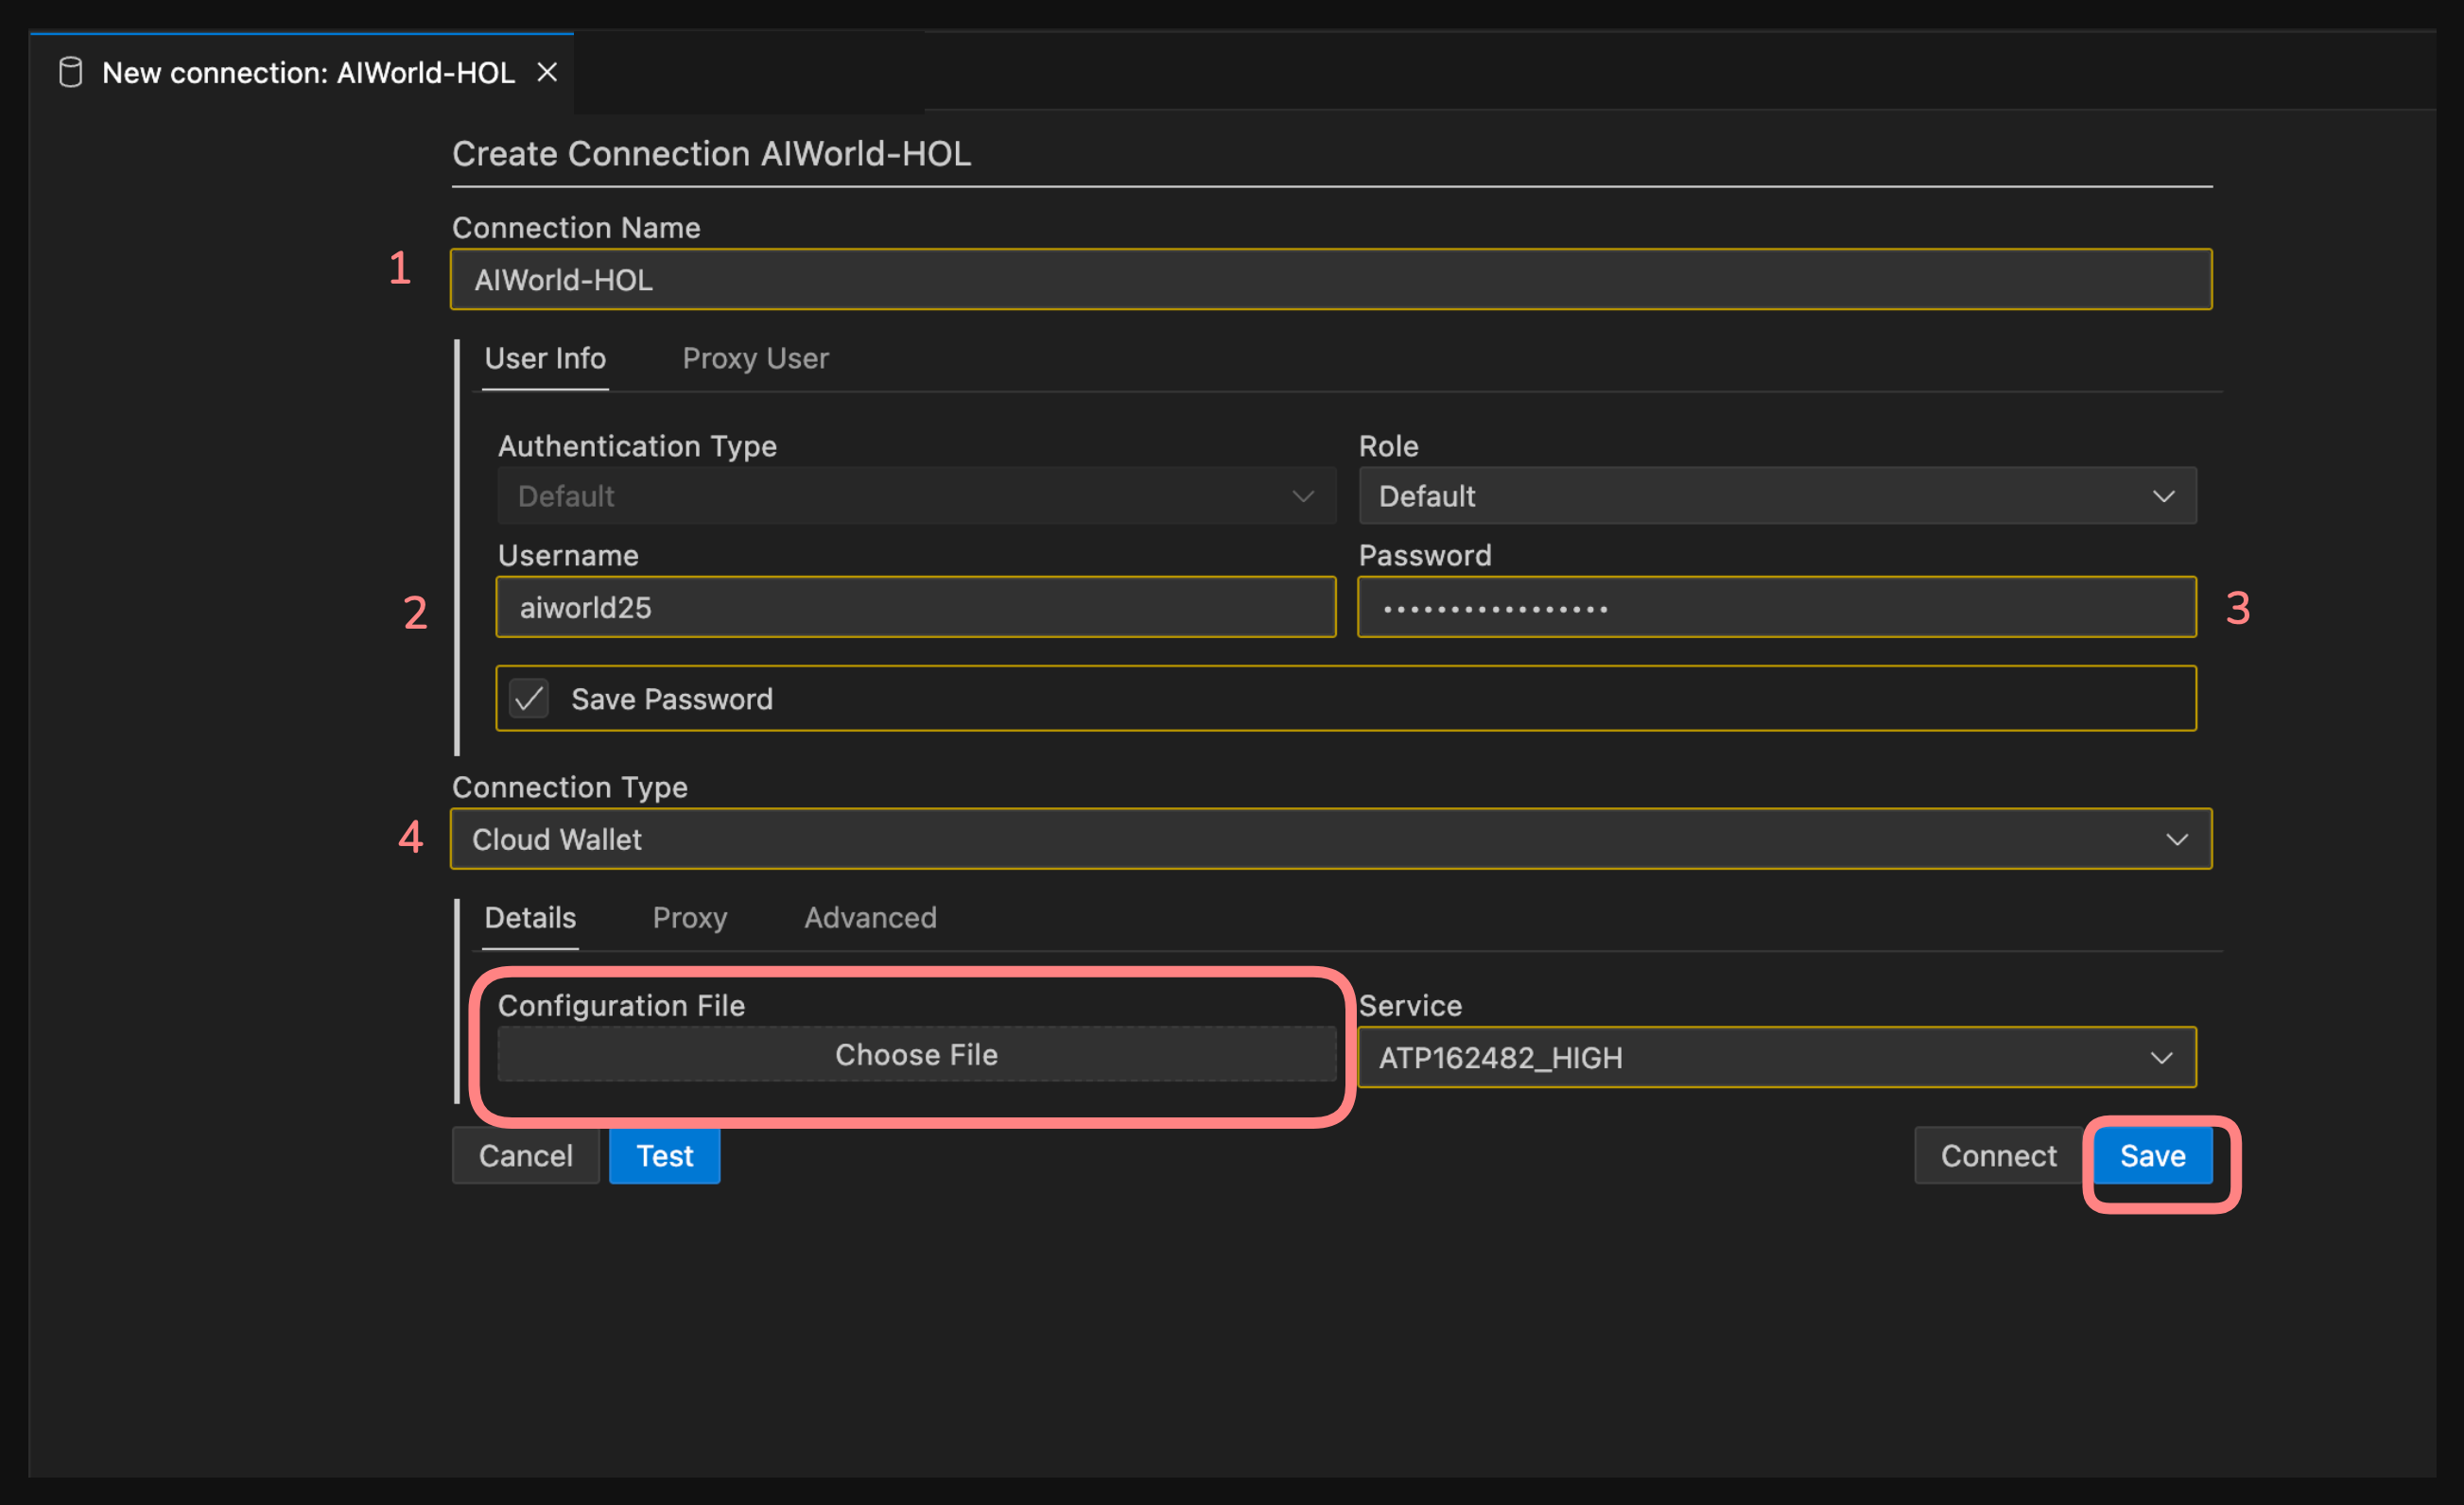 New connection: AIWorld-HOL
Create Connection AIWorld-HOL
Connection Name
1
AIWorld-HOL
User Info
Proxy User
Authentication Type
Role
Default
Default
Username
Password
2
aiworld25
••••••••••••••••• 3
Save Password
Connection Type
4
Cloud Wallet
Details
Proxy
Advanced
Configuration File
Service
Choose File
ATP162482_HIGH
Cancel
Test
Connect
Save